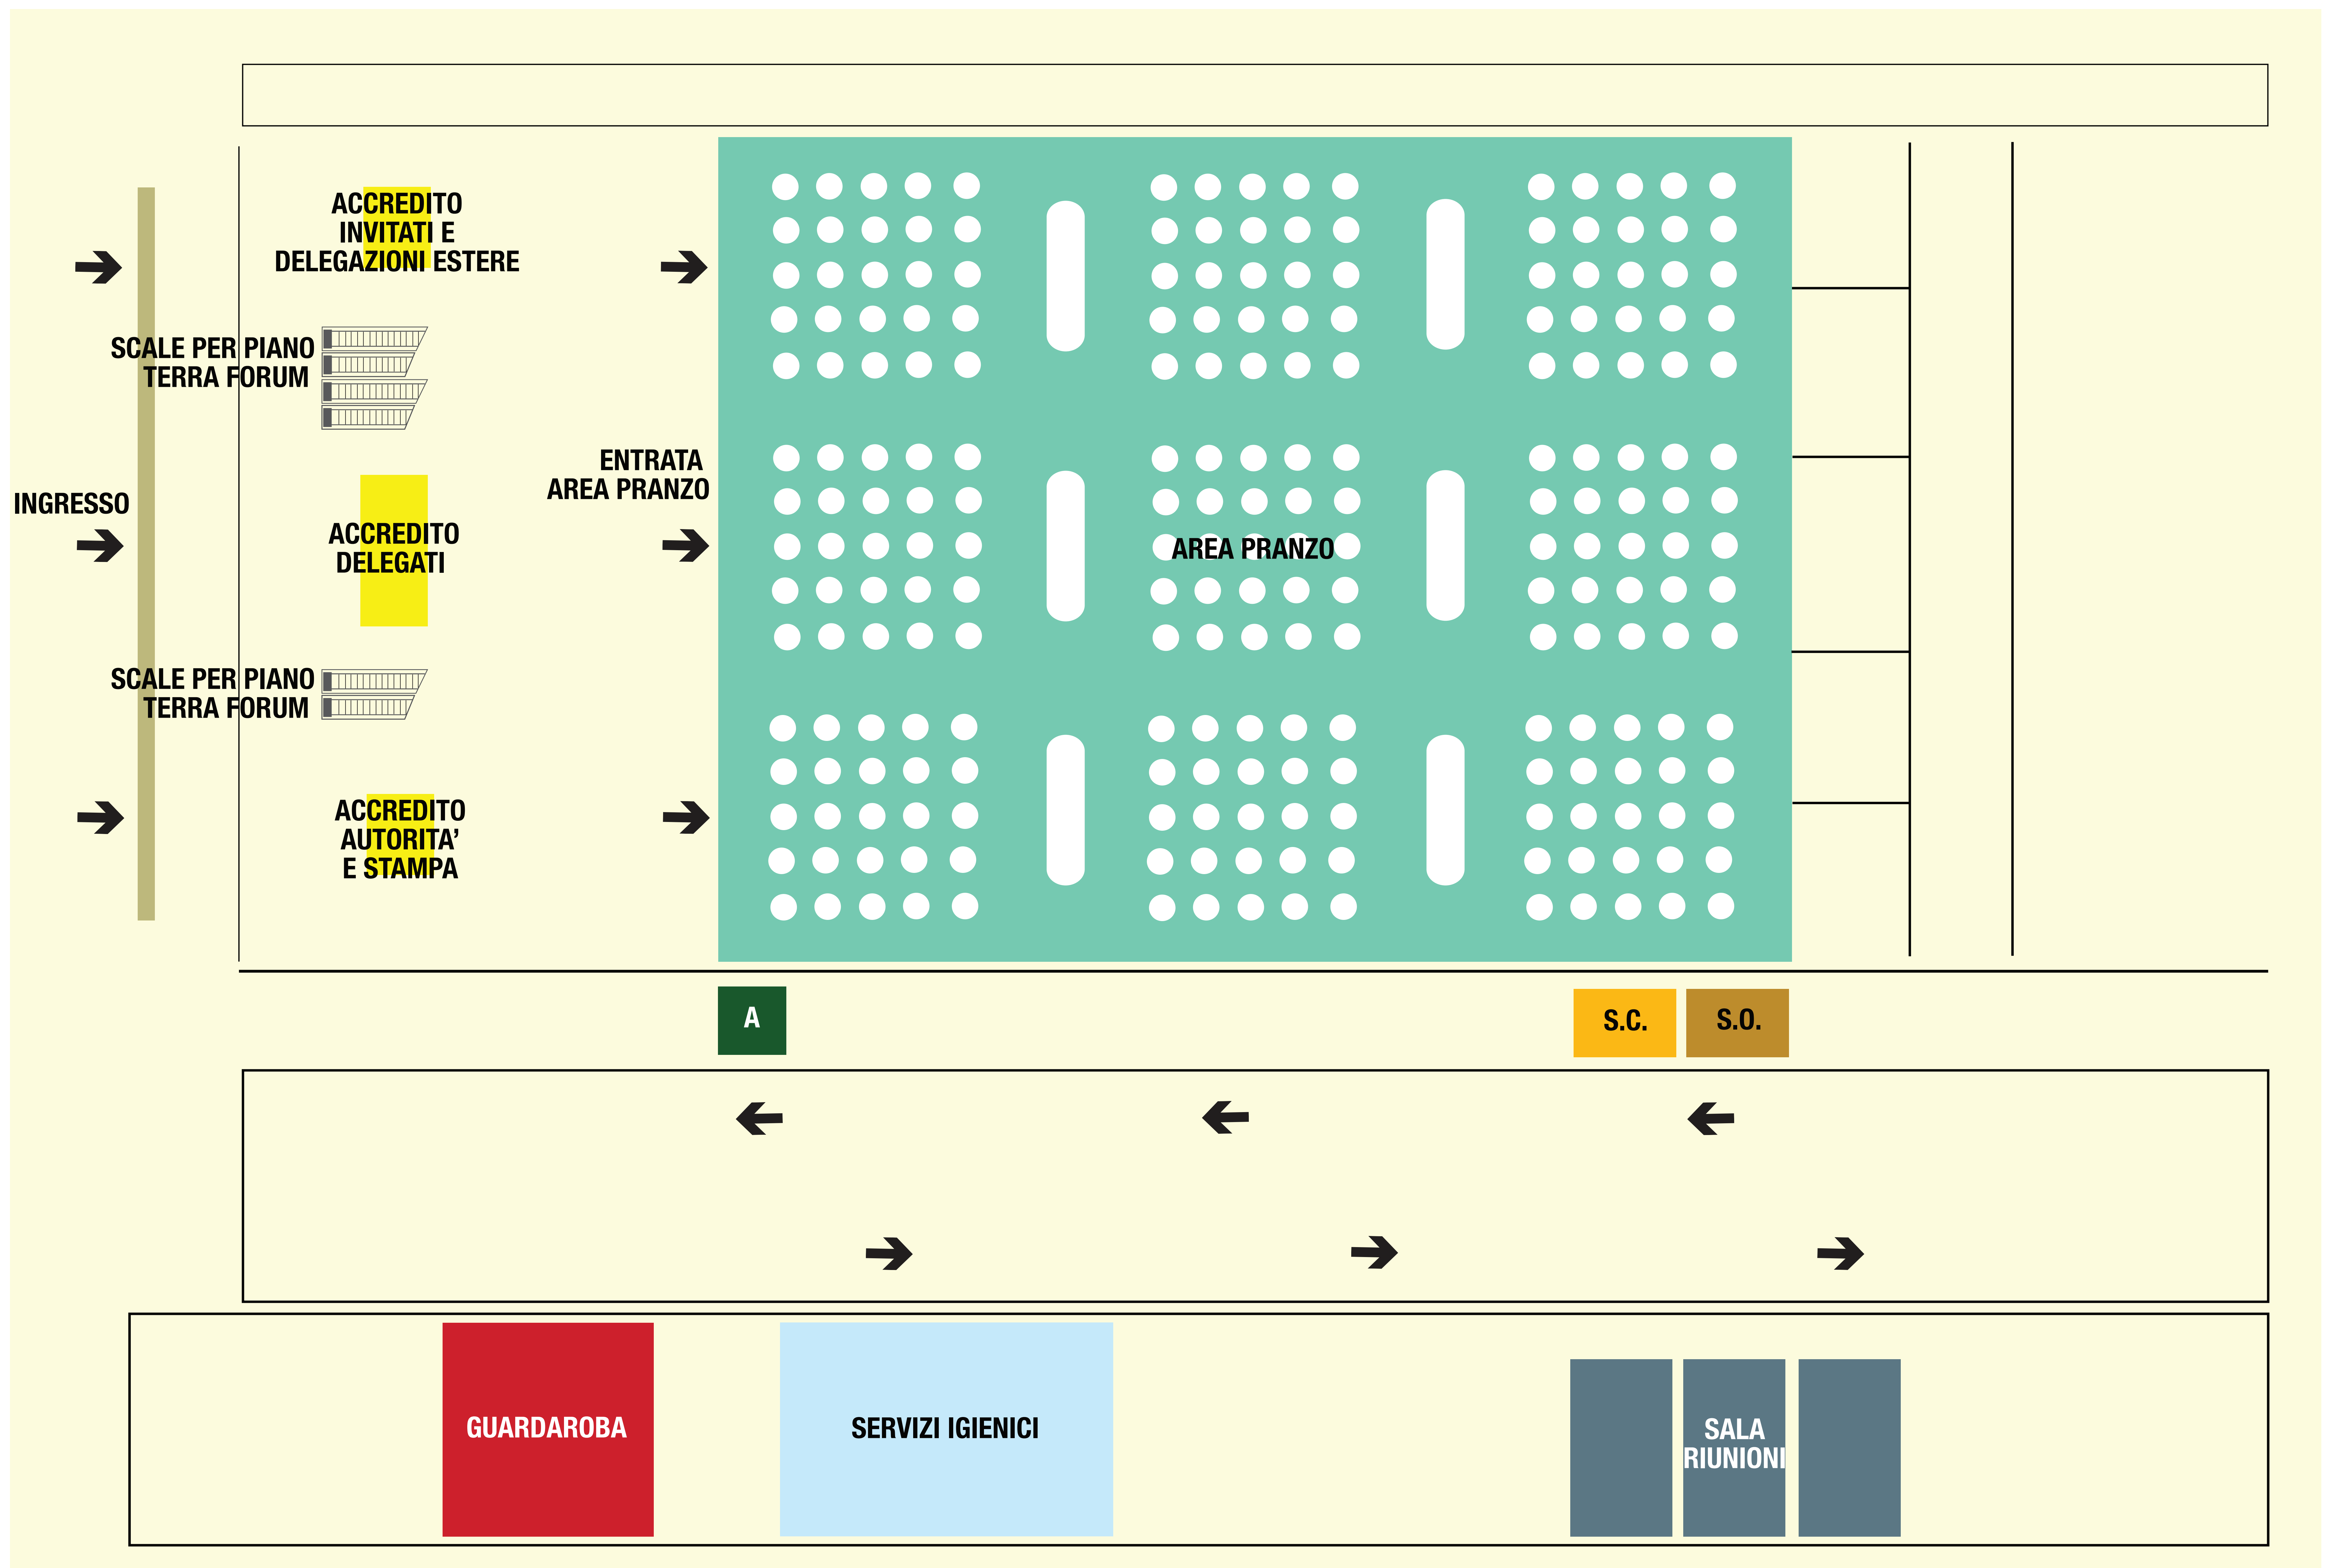 ACCREDITO
INVITATI E
DELEGAZIONI ESTERE
SCALE PER PIANO
TERRA FORUM
ENTRATA
AREA PRANZO
INGRESSO
ACCREDITO
DELEGATI
AREA PRANZO
SCALE PER PIANO
TERRA FORUM
ACCREDITO
AUTORITA’
E STAMPA
A
S.C.
S.O.
GUARDAROBA
SERVIZI IGIENICI
SALA
RIUNIONI